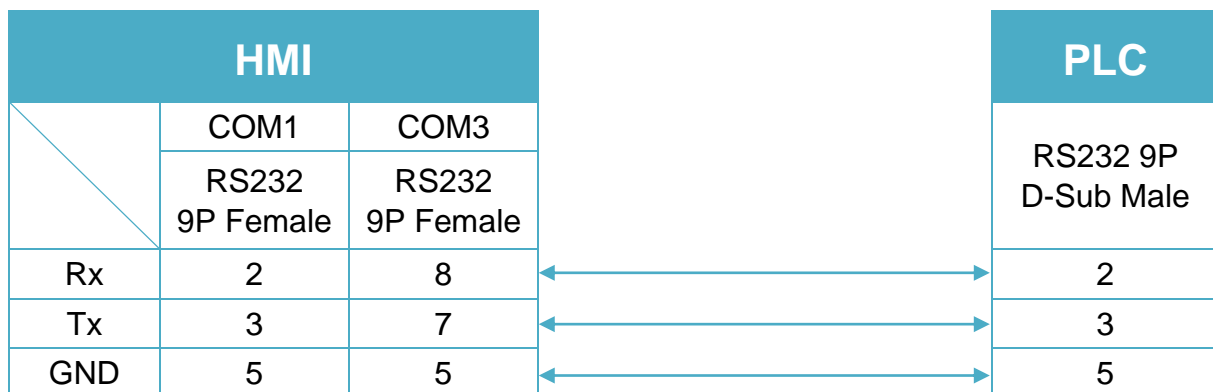 HMI
PLC
COM1 COM3
RS232 9P
D-Sub Male
RS232 RS232
9P Female 9P Female
Rx 2 8 2
Tx 3 7 3
GND 5 5 5